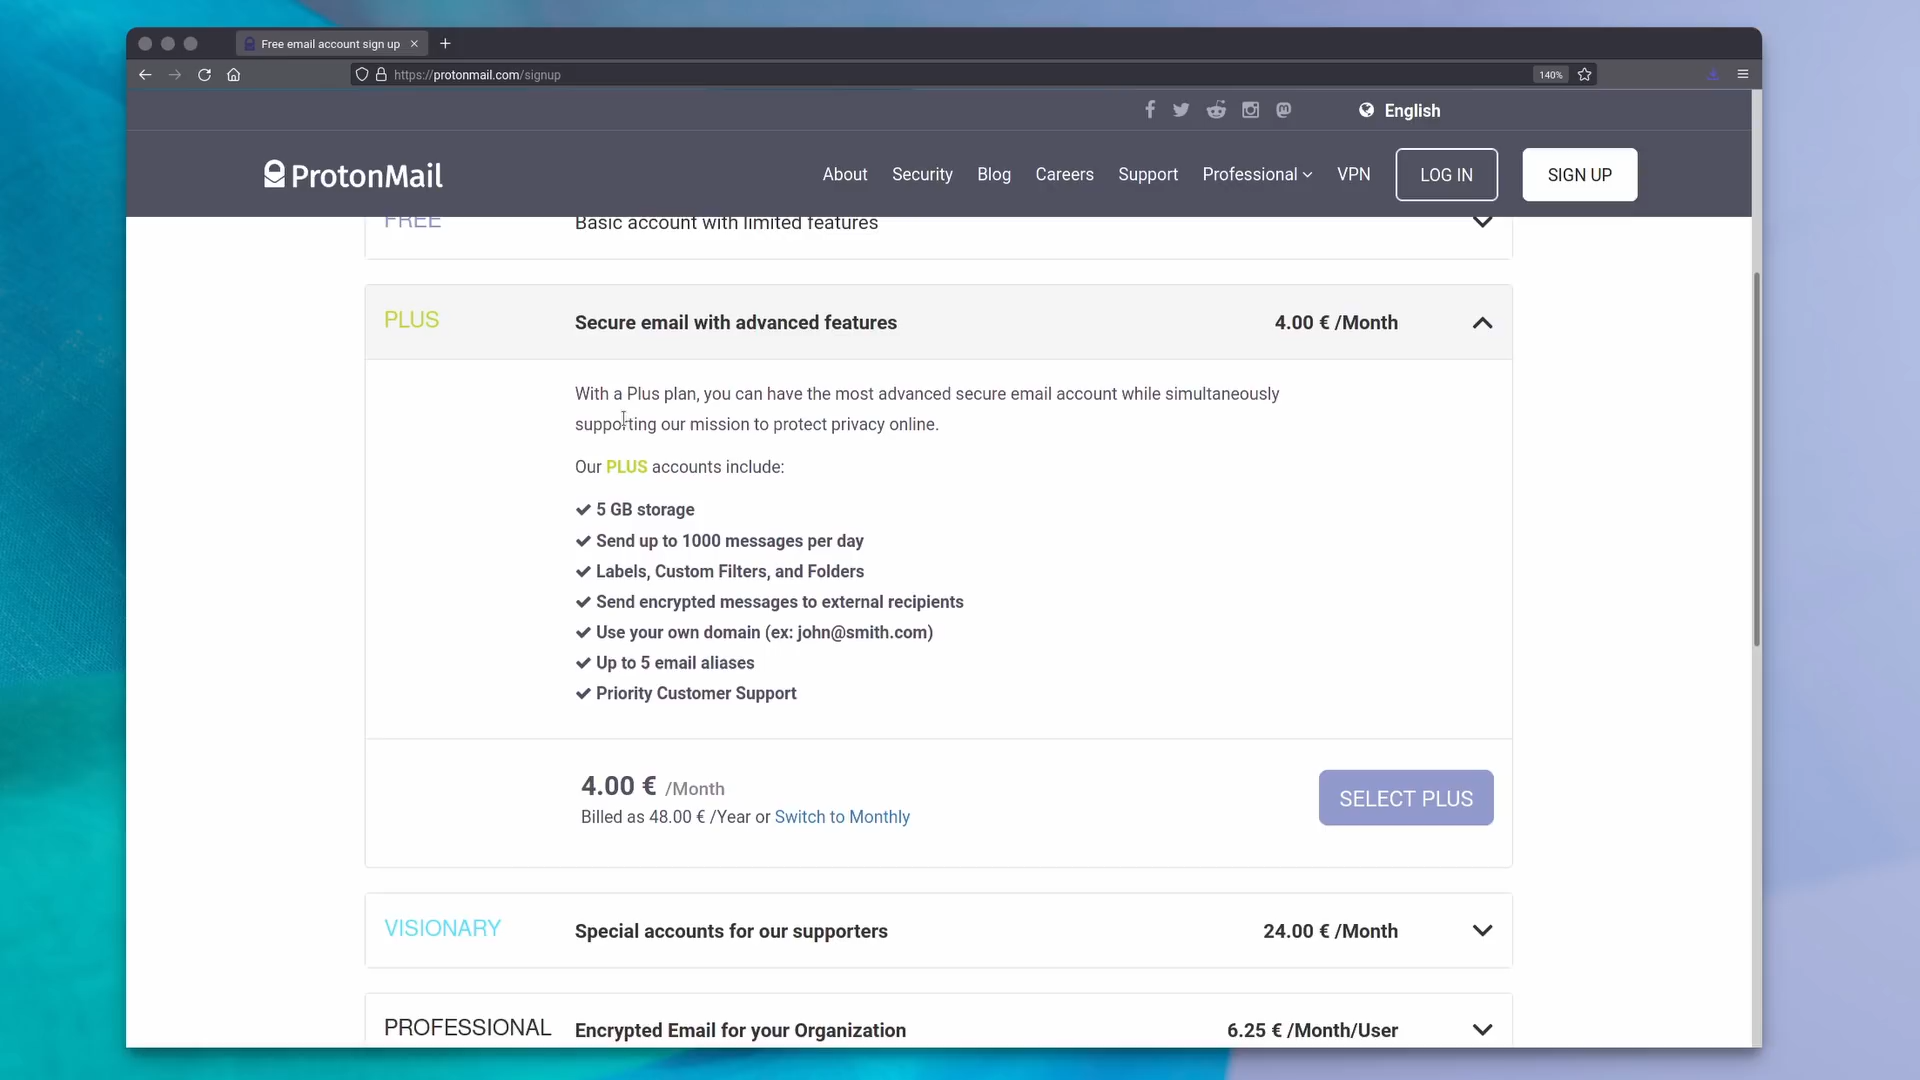 Free email account sign up
https://protonmail.com/signup
140%
English
ProtonMail
About Security Blog Careers Support Professional VPN LOG IN SIGN UP
FREE Basic account with limited features
PLUS Secure email with advanced features 4.00 € /Month
With a Plus plan, you can have the most advanced secure email account while simultaneously
supporting our mission to protect privacy online.
Our PLUS accounts include:
5 GB storage
Send up to 1000 messages per day
Labels, Custom Filters, and Folders
Send encrypted messages to external recipients
Use your own domain (ex: john@smith.com)
Up to 5 email aliases
Priority Customer Support
4.00 € /Month
Billed as 48.00 € /Year or Switch to Monthly
SELECT PLUS
VISIONARY Special accounts for our supporters 24.00 € /Month
PROFESSIONAL Encrypted Email for your Organization 6.25 € /Month/User